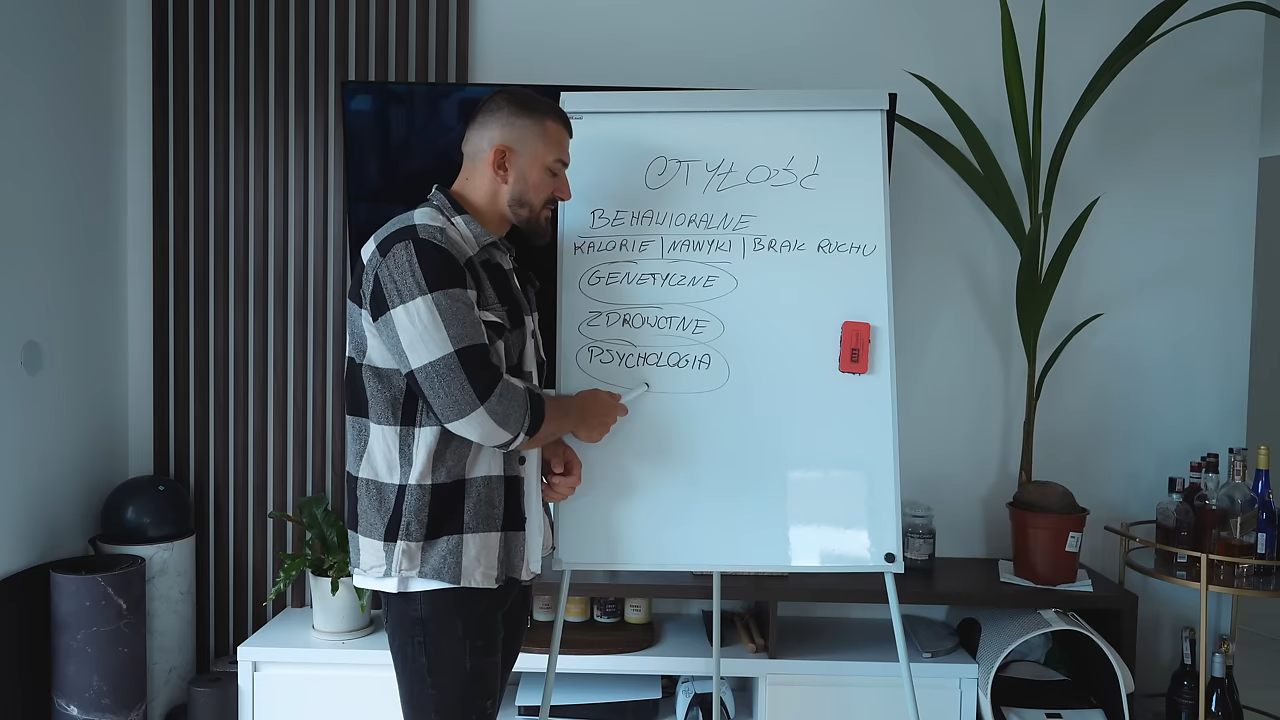 OTYŁOŚĆ
BEHAWIORALNE
KALORIE | NAWYKI | BRAK RUCHU
GENETYCZNE
ZDROWOTNE
PSYCHOLOGIA